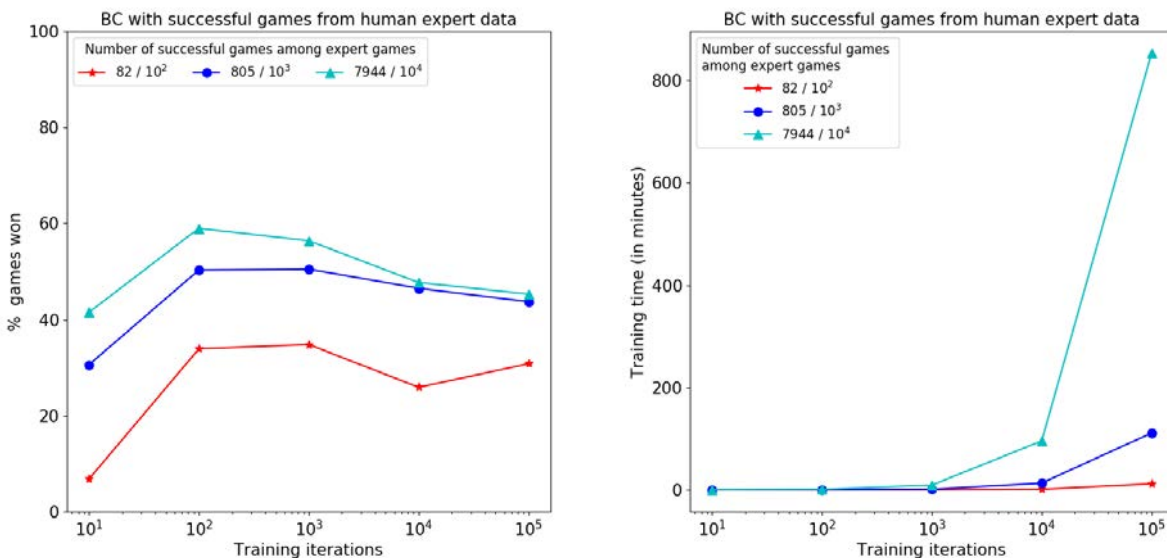 BC with successful games from human expert data
100
80
60
40
20
0
% games won
Number of successful games among expert games
82 / 10²
805 / 10³
7944 / 10⁴
10¹
10²
10³
10⁴
10⁵
Training iterations
BC with successful games from human expert data
800
600
400
200
0
Training time (in minutes)
Number of successful games
among expert games
82 / 10²
805 / 10³
7944 / 10⁴
10¹
10²
10³
10⁴
10⁵
Training iterations